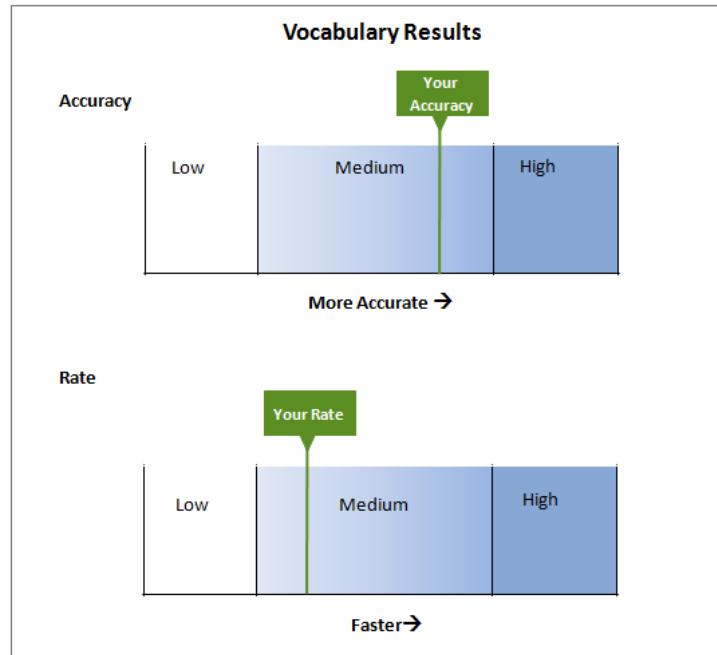 Vocabulary Results
Accuracy
Your
Accuracy
Low
Medium
High
More Accurate →
Rate
Your Rate
Low
Medium
High
Faster→